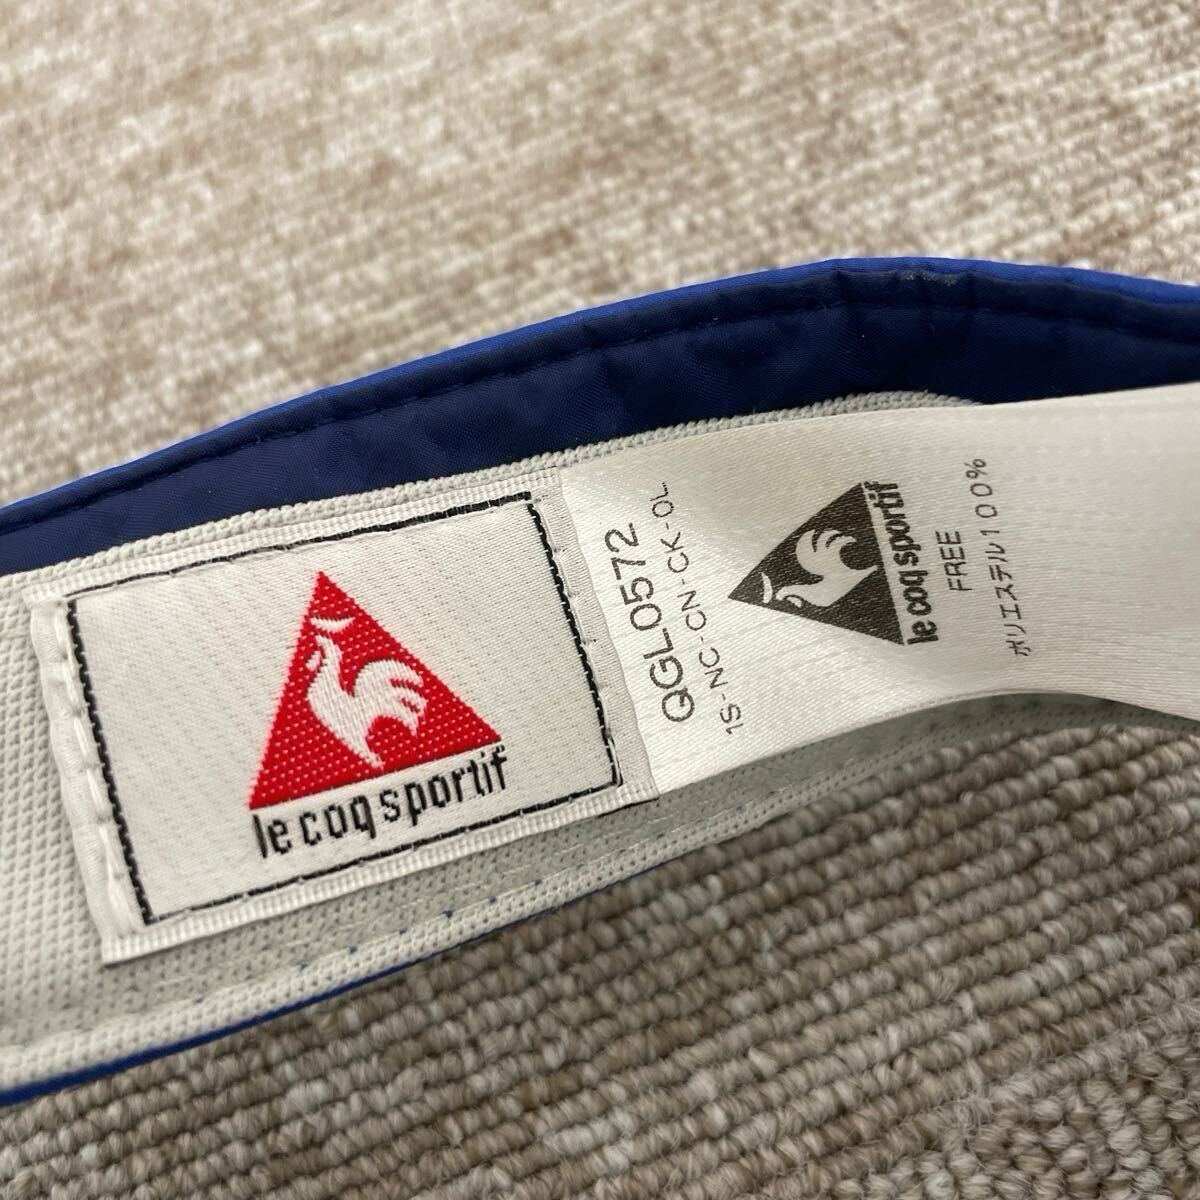 le coq sportif
QGL0572
1S-NC-CN-CK-OL
le coq sportif
FREE
ポリエステル100%